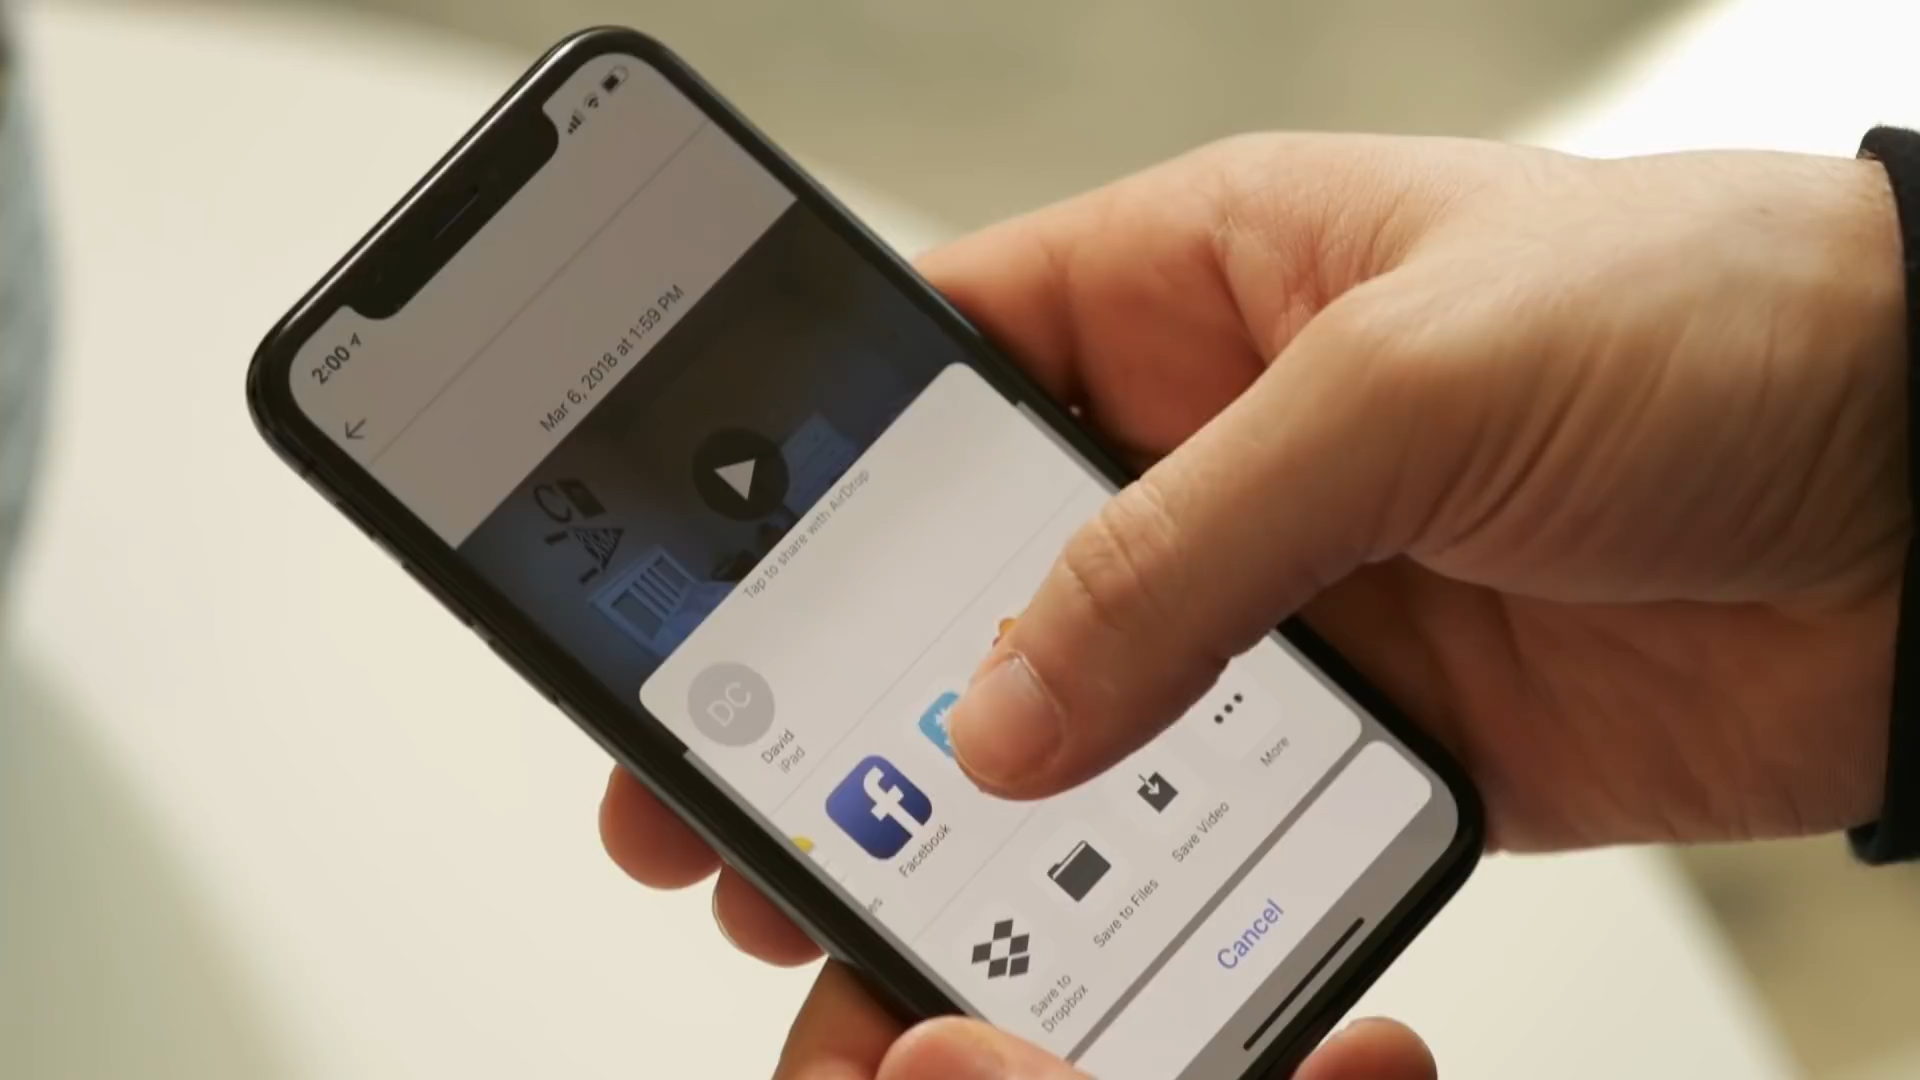 2:00
Mar 6, 2018 at 1:59 PM
Tap to share with AirDrop
DC
David
iPad
Facebook
Save to
Dropbox
Save to Files
Save Video
More
Cancel